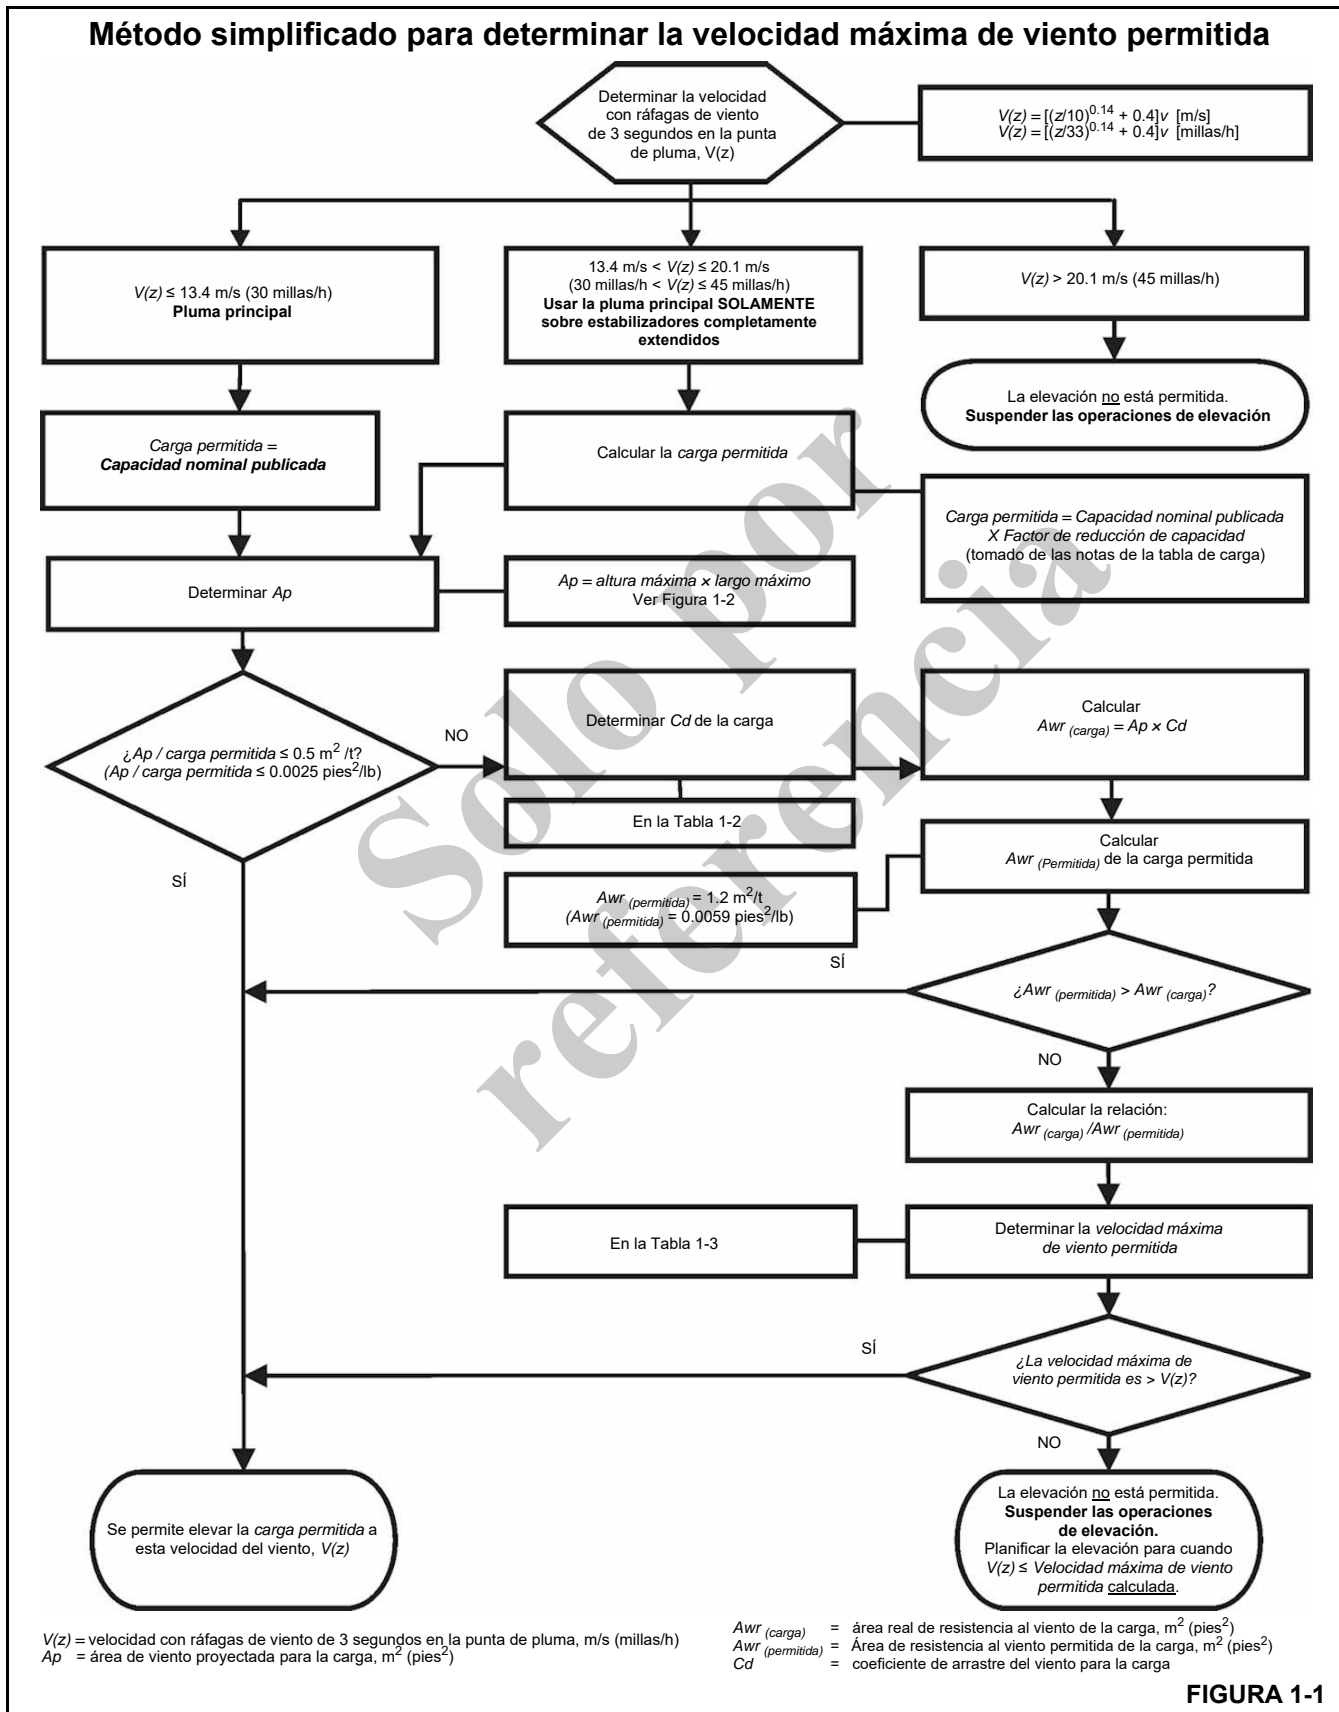 Método simplificado para determinar la velocidad máxima de viento permitida
Determinar la velocidad
con ráfagas de viento
de 3 segundos en la punta
de pluma, V(z)
V(z) = [(z/10)^0.14 + 0.4]v [m/s]
V(z) = [(z/33)^0.14 + 0.4]v [millas/h]
V(z) ≤ 13.4 m/s (30 millas/h)
Pluma principal
13.4 m/s < V(z) ≤ 20.1 m/s
(30 millas/h < V(z) ≤ 45 millas/h)
Usar la pluma principal SOLAMENTE
sobre estabilizadores completamente
extendidos
V(z) > 20.1 m/s (45 millas/h)
La elevación no está permitida.
Suspender las operaciones de elevación
Carga permitida =
Capacidad nominal publicada
Calcular la carga permitida
Carga permitida = Capacidad nominal publicada
X Factor de reducción de capacidad
(tomado de las notas de la tabla de carga)
Determinar Ap
Ap = altura máxima × largo máximo
Ver Figura 1-2
¿Ap / carga permitida ≤ 0.5 m² /t?
(Ap / carga permitida ≤ 0.0025 pies²/lb)
NO
SÍ
Determinar Cd de la carga
En la Tabla 1-2
Calcular
Awr (carga) = Ap × Cd
Calcular
Awr (Permitida) de la carga permitida
Awr (permitida) = 1.2 m²/t
(Awr (permitida) = 0.0059 pies²/lb)
SÍ
¿Awr (permitida) > Awr (carga)?
NO
Calcular la relación:
Awr (carga) /Awr (permitida)
En la Tabla 1-3
Determinar la velocidad máxima
de viento permitida
SÍ
¿La velocidad máxima de
viento permitida es > V(z)?
NO
Se permite elevar la carga permitida a
esta velocidad del viento, V(z)
La elevación no está permitida.
Suspender las operaciones
de elevación.
Planificar la elevación para cuando
V(z) ≤ Velocidad máxima de viento
permitida calculada.
V(z) = velocidad con ráfagas de viento de 3 segundos en la punta de pluma, m/s (millas/h)
Ap = área de viento proyectada para la carga, m² (pies²)
Awr (carga) = área real de resistencia al viento de la carga, m² (pies²)
Awr (permitida) = Área de resistencia al viento permitida de la carga, m² (pies²)
Cd = coeficiente de arrastre del viento para la carga
FIGURA 1-1
Solo por
referencia